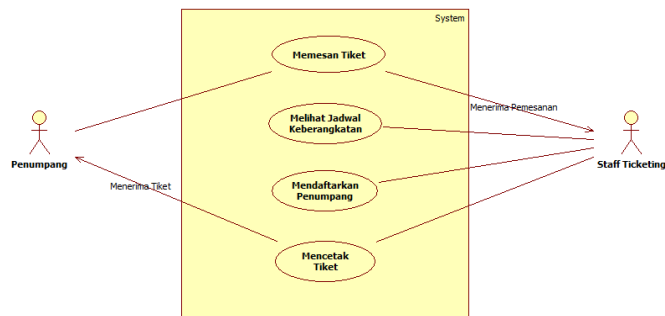 System
Memesan Tiket
Menerima Pemesanan
Melihat Jadwal
Keberangkatan
Penumpang
Staff Ticketing
Menerima Tiket
Mendaftarkan
Penumpang
Mencetak
Tiket